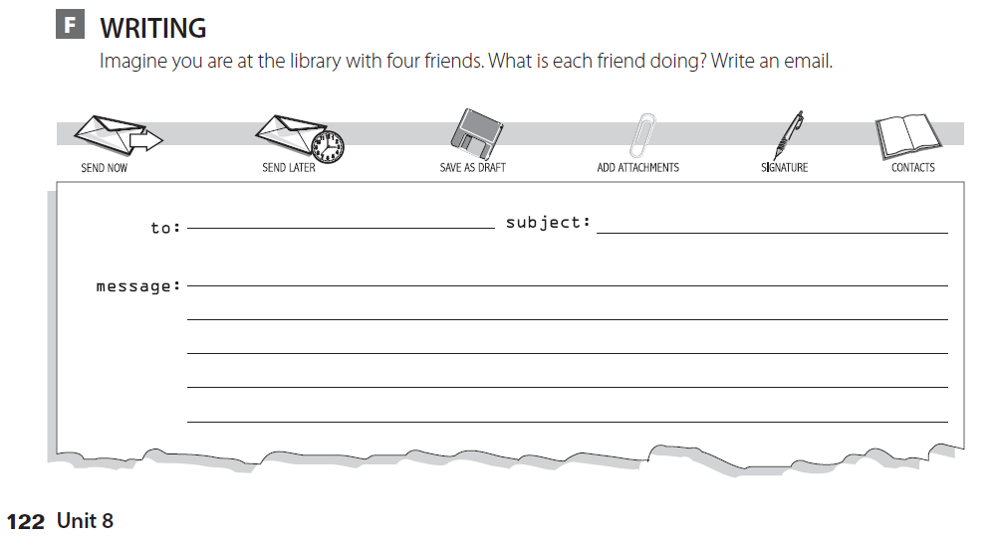 F WRITING
Imagine you are at the library with four friends. What is each friend doing? Write an email.
SEND NOW SEND LATER SAVE AS DRAFT ADD ATTACHMENTS SIGNATURE CONTACTS
to: subject:
message:
122 Unit 8